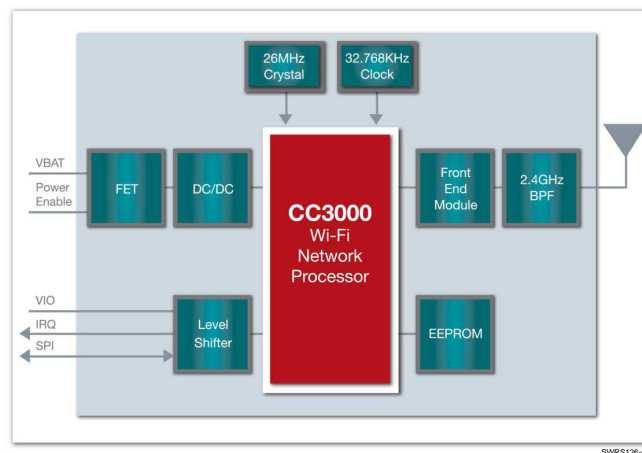 26MHz
Crystal
32.768KHz
Clock
VBAT
Power
Enable
FET
DC/DC
CC3000
Wi-Fi
Network
Processor
Front
End
Module
2.4GHz
BPF
VIO
IRQ
SPI
Level
Shifter
EEPROM